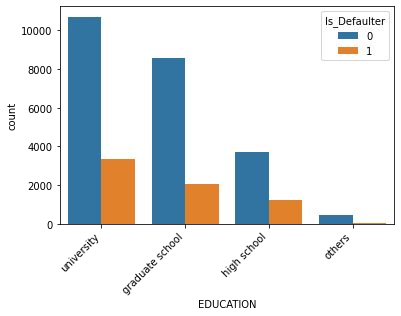 Is_Defaulter
0
1
10000
8000
6000
4000
2000
0
count
university
graduate school
high school
others
EDUCATION